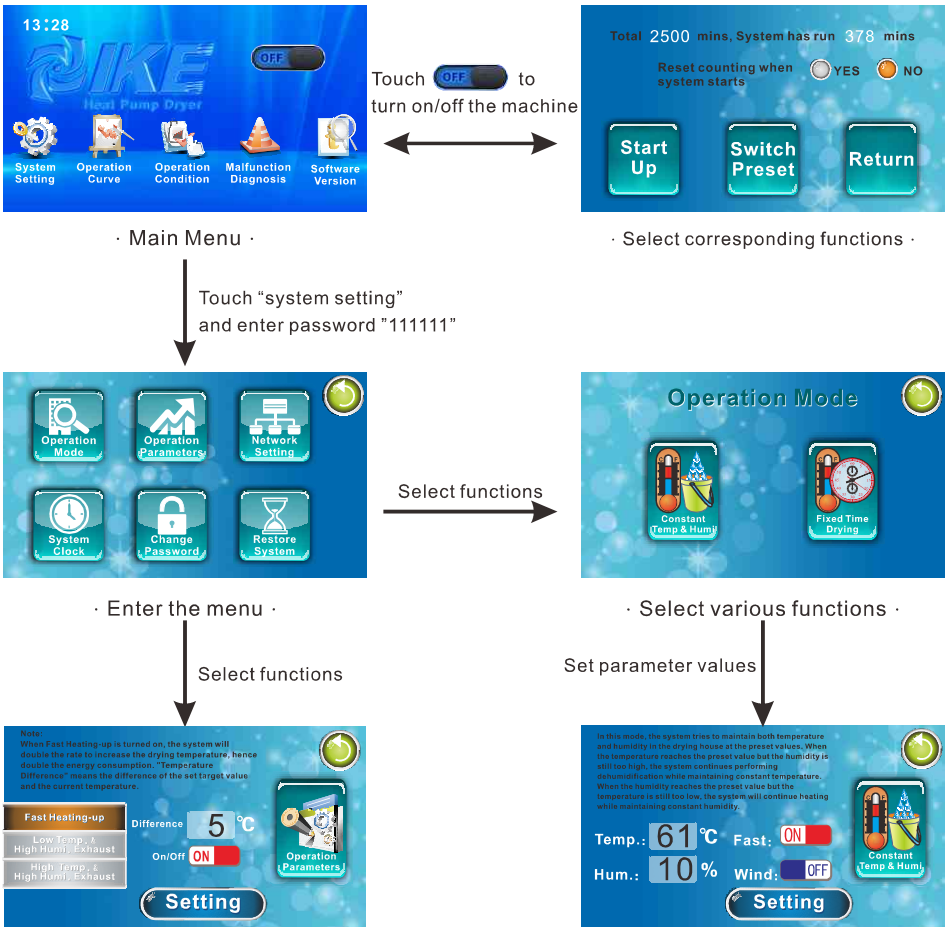 13:28
IKE
Heat Pump Dryer
OFF
System
Setting
Operation
Curve
Operation
Condition
Malfunction
Diagnosis
Software
Version
Touch OFF to
turn on/off the machine
Total 2500 mins, System has run 378 mins
Reset counting when
system starts
YES
NO
Start
Up
Switch
Preset
Return
· Main Menu ·
· Select corresponding functions ·
Touch “system setting”
and enter password ”111111”
Operation
Mode
Operation
Parameters
Network
Setting
System
Clock
Change
Password
Restore
System
Select functions
Operation Mode
C F
Constant
Temp & Humi
C F
Fixed Time
Drying
· Enter the menu ·
· Select various functions ·
Select functions
Set parameter values
Note:
When Fast Heating-up is turned on, the system will
double the rate to increase the drying temperature, hence
double the energy consumption. "Temperature
Difference" means the difference of the set target value
and the current temperature.
Fast Heating-up
Low Temp., &
High Humi., Exhaust
High Temp., &
High Humi., Exhaust
Difference 5 ℃
On/Off ON
Operation
Parameters
Setting
In this mode, the system tries to maintain both temperature
and humidity in the drying house at the preset values. When
the temperature reaches the preset value but the humidity is
still too high, the system continues performing
dehumidification while maintaining constant temperature.
When the humidity reaches the preset value but the
temperature is still too low, the system will continue heating
while maintaining constant humidity.
Temp.: 61 ℃ Fast: ON
Hum.: 10 % Wind: OFF
C F
Constant
Temp & Humi
Setting